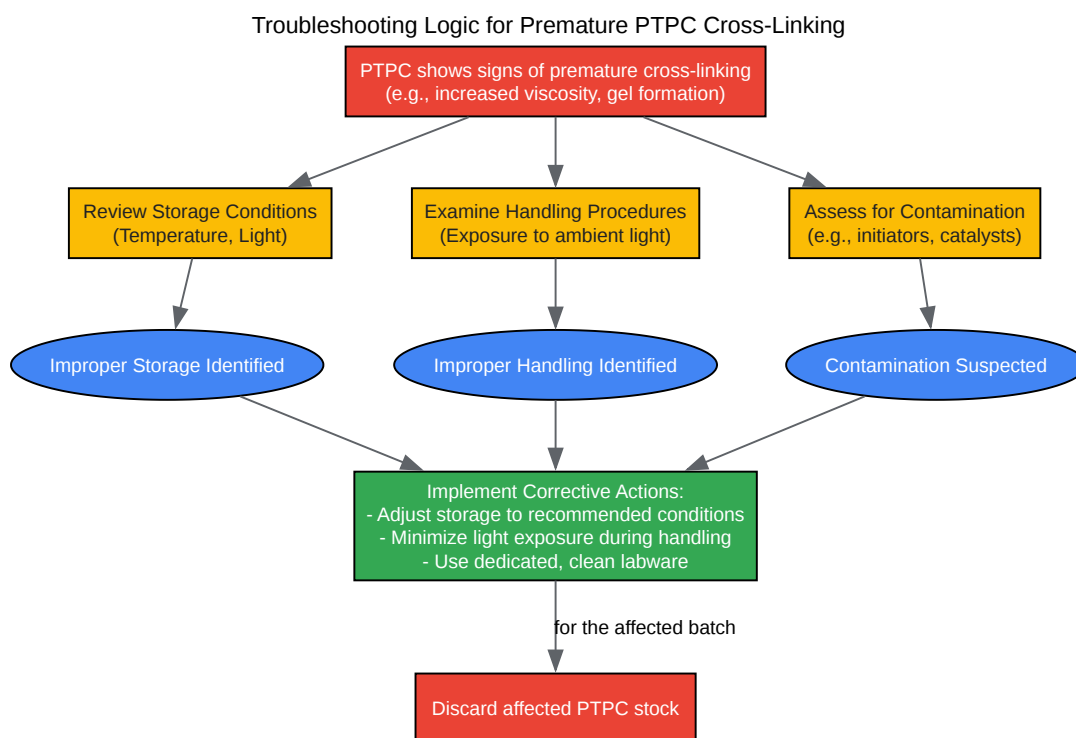 Troubleshooting Logic for Premature PTPC Cross-Linking
PTPC shows signs of premature cross-linking
(e.g., increased viscosity, gel formation)
Review Storage Conditions
(Temperature, Light)
Examine Handling Procedures
(Exposure to ambient light)
Assess for Contamination
(e.g., initiators, catalysts)
Improper Storage Identified
Improper Handling Identified
Contamination Suspected
Implement Corrective Actions:
- Adjust storage to recommended conditions
- Minimize light exposure during handling
- Use dedicated, clean labware
for the affected batch
Discard affected PTPC stock